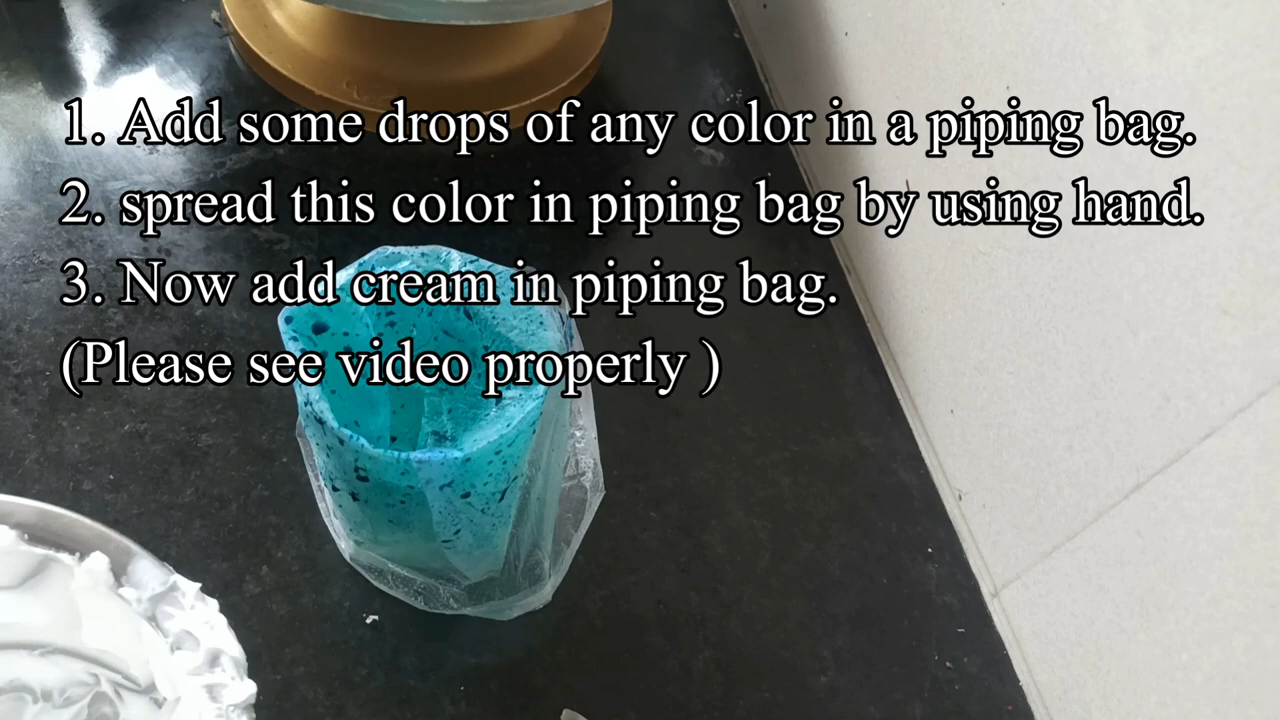 1. Add some drops of any color in a piping bag.
2. spread this color in piping bag by using hand.
3. Now add cream in piping bag.
(Please see video properly )